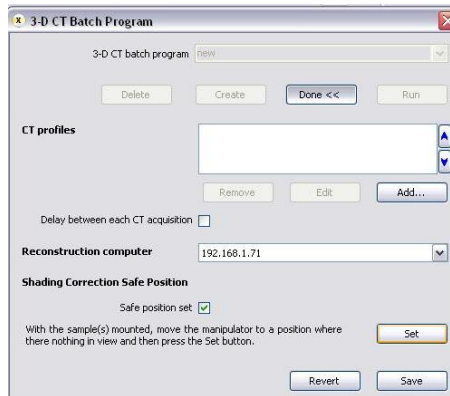 3-D CT Batch Program
3-D CT batch program new
Delete Create Done << Run
CT profiles
Remove Edit Add...
Delay between each CT acquisition
Reconstruction computer 192.168.1.71
Shading Correction Safe Position
Safe position set
With the sample(s) mounted, move the manipulator to a position where
there nothing in view and then press the Set button.
Set
Revert Save